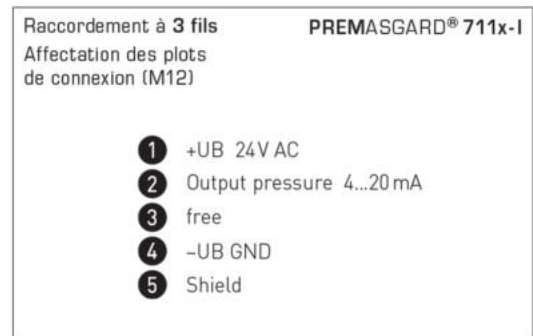 Raccordement à 3 fils PREMASGARD® 711x-I
Affectation des plots
de connexion (M12)
1 +UB 24V AC
2 Output pressure 4...20 mA
3 free
4 –UB GND
5 Shield